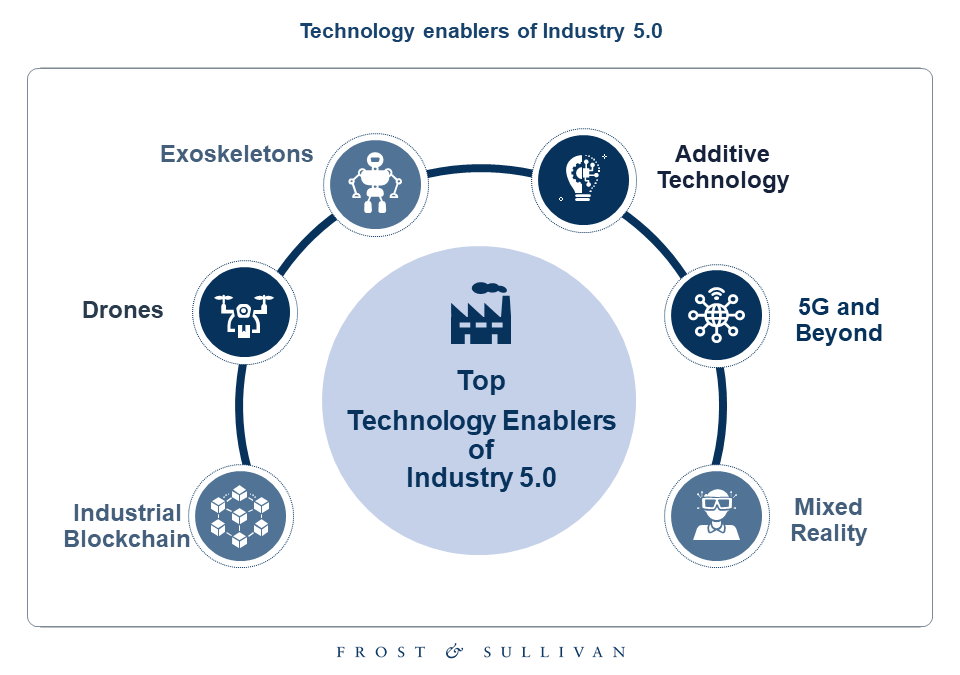 Technology enablers of Industry 5.0
Exoskeletons
Additive
Technology
Drones
5G and
Beyond
Top
Technology Enablers
of
Industry 5.0
Industrial
Blockchain
Mixed
Reality
FROST & SULLIVAN